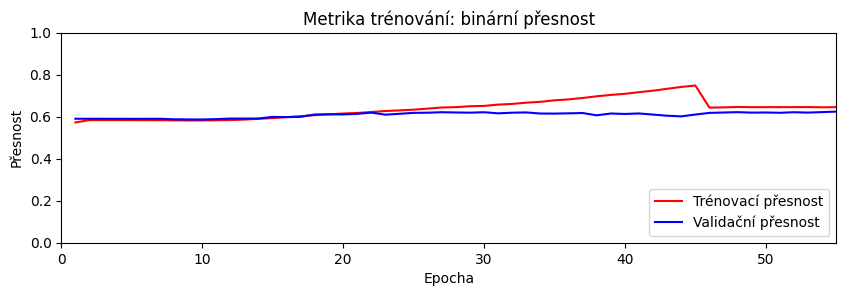 Metrika trénování: binární přesnost
Přesnost
1.0
0.8
0.6
0.4
0.2
0.0
Trénovací přesnost
Validační přesnost
0 10 20 30 40 50
Epocha